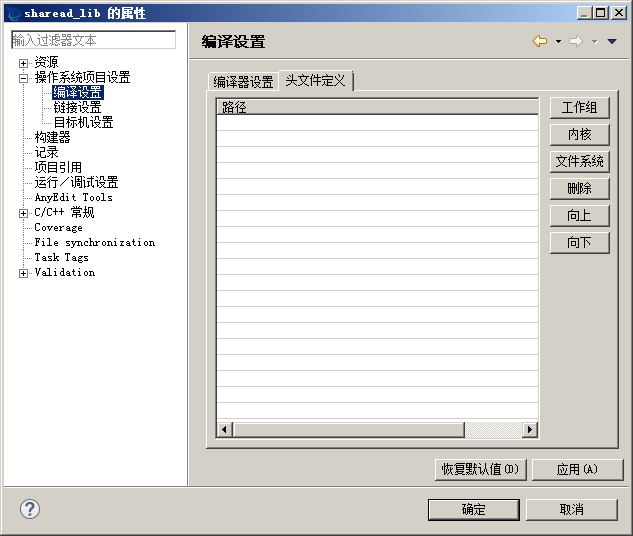 sharead_lib 的属性
输入过滤器文本
资源
操作系统项目设置
编译设置
链接设置
目标机设置
构建器
记录
项目引用
运行／调试设置
AnyEdit Tools
C/C++ 常规
Coverage
File synchronization
Task Tags
Validation
编译设置
编译器设置
头文件定义
路径
工作组
内核
文件系统
删除
向上
向下
恢复默认值(D)
应用(A)
确定
取消